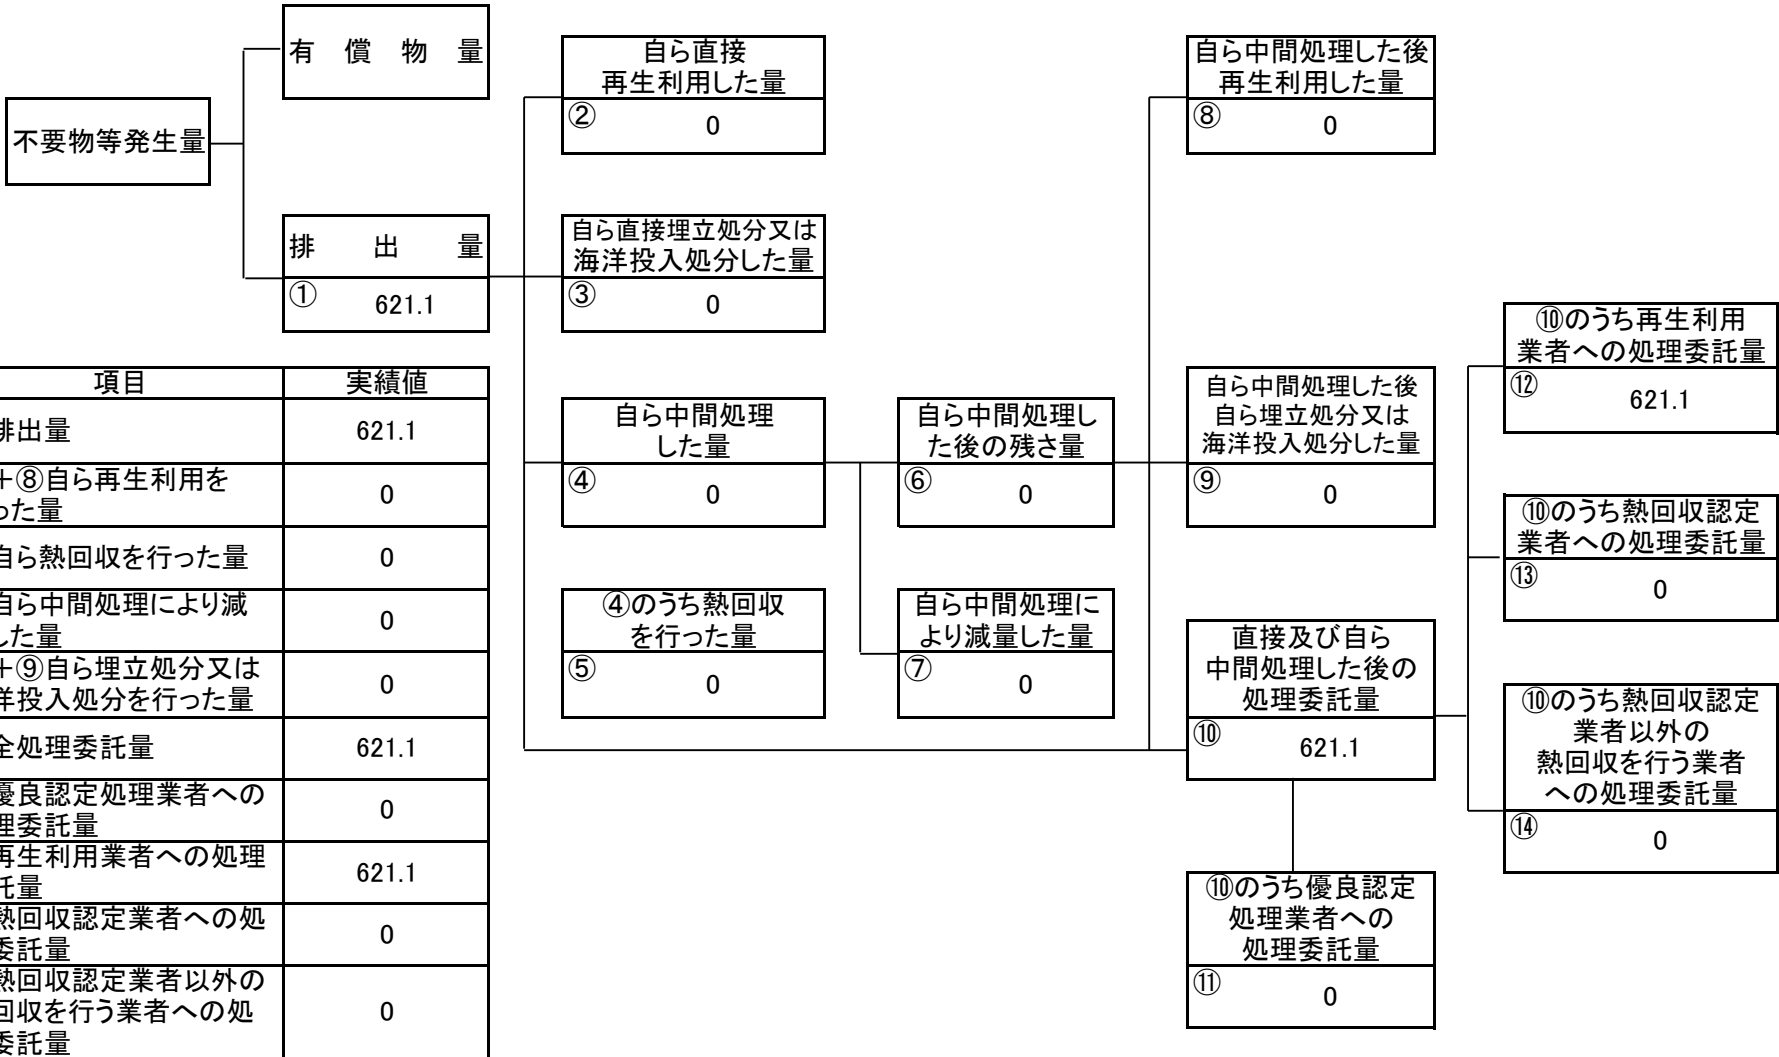 有償物量
不要物等発生量
排出量
① 621.1
自ら直接
再生利用した量
② 0
自ら直接埋立処分又は
海洋投入処分した量
③ 0
自ら中間処理
した量
④ 0
④のうち熱回収
を行った量
⑤ 0
自ら中間処理し
た後の残さ量
⑥ 0
自ら中間処理に
より減量した量
⑦ 0
自ら中間処理した後
再生利用した量
⑧ 0
自ら中間処理した後
自ら埋立処分又は
海洋投入処分した量
⑨ 0
直接及び自ら
中間処理した後の
処理委託量
⑩ 621.1
⑩のうち優良認定
処理業者への
処理委託量
⑪ 0
⑩のうち再生利用
業者への処理委託量
⑫ 621.1
⑩のうち熱回収認定
業者への処理委託量
⑬ 0
⑩のうち熱回収認定
業者以外の
熱回収を行う業者
への処理委託量
⑭ 0
項目 実績値
排出量 621.1
+⑧自ら再生利用を
った量 0
自ら熱回収を行った量 0
自ら中間処理により減
した量 0
+⑨自ら埋立処分又は
洋投入処分を行った量 0
全処理委託量 621.1
優良認定処理業者への
理委託量 0
再生利用業者への処理
託量 621.1
熱回収認定業者への処
委託量 0
熱回収認定業者以外の
回収を行う業者への処
委託量 0